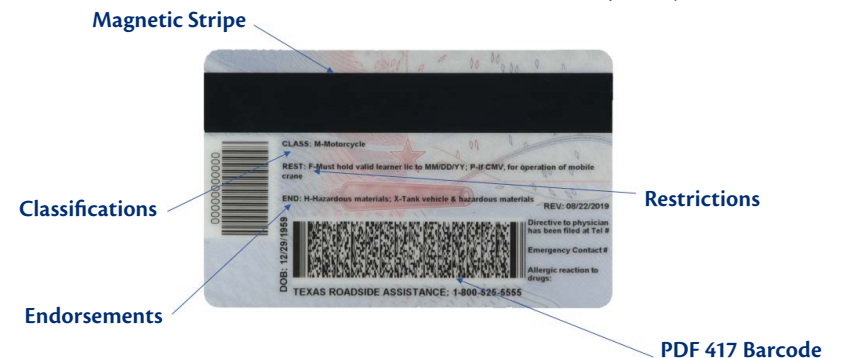 Magnetic Stripe
CLASS: M-Motorcycle
REST: F-Must hold valid learner lic to MM/DD/YY; P-If CMV, for operation of mobile
crane
END: H-Hazardous materials; X-Tank vehicle & hazardous materials
REV: 08/22/2019
000000000000
Restrictions
Classifications
DOB: 12/29/1959
Directive to physician
has been filed at Tel #
Emergency Contact #
Allergic reaction to
drugs:
TEXAS ROADSIDE ASSISTANCE: 1-800-525-5555
Endorsements
PDF 417 Barcode